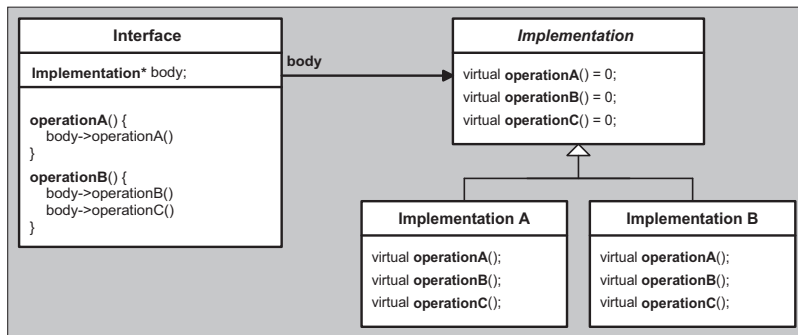 Interface
Implementation* body;
operationA() {
body->operationA()
}
operationB() {
body->operationB()
body->operationC()
}
body
Implementation
virtual operationA() = 0;
virtual operationB() = 0;
virtual operationC() = 0;
Implementation A
virtual operationA();
virtual operationB();
virtual operationC();
Implementation B
virtual operationA();
virtual operationB();
virtual operationC();